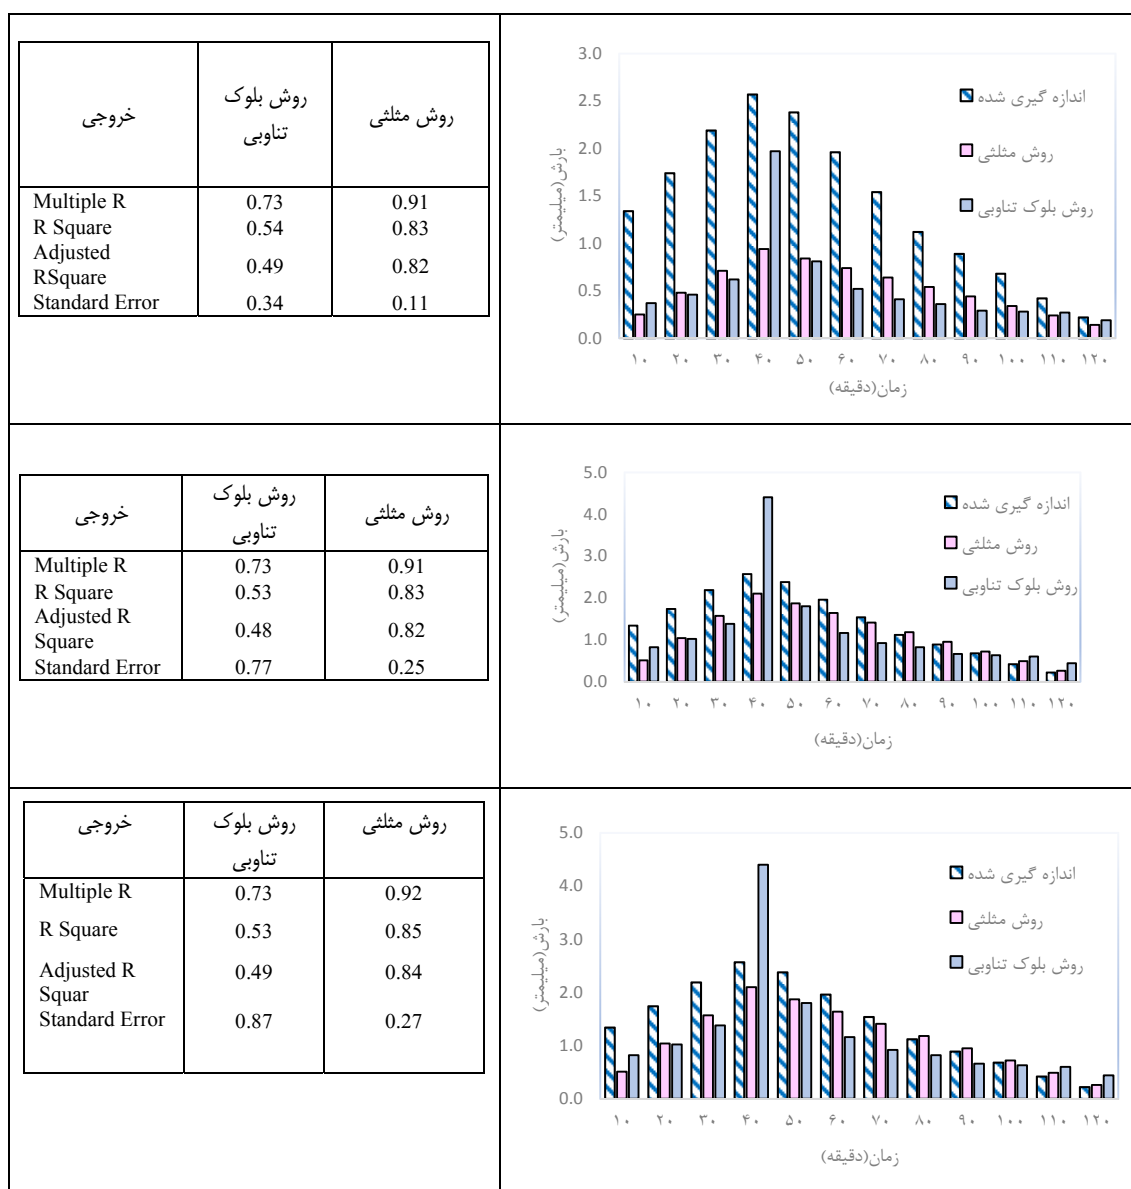 خروجی	روش بلوک	روش مثلثی
تناوبی
Multiple R	0.73	0.91
R Square	0.54	0.83
Adjusted
RSquare	0.49	0.82
Standard Error	0.34	0.11
3.0
2.5
2.0
1.5
1.0
0.5
0.0
بارش(میلیمتر)
اندازه گیری شده
روش مثلثی
روش بلوک تناوبی
۱۰ ۲۰ ۳۰ ۴۰ ۵۰ ۶۰ ۷۰ ۸۰ ۹۰ ۱۰۰ ۱۱۰ ۱۲۰
زمان(دقیقه)
خروجی	روش بلوک	روش مثلثی
تناوبی
Multiple R	0.73	0.91
R Square	0.53	0.83
Adjusted R
Square	0.48	0.82
Standard Error	0.77	0.25
5.0
4.0
3.0
2.0
1.0
0.0
بارش(میلیمتر)
اندازه گیری شده
روش مثلثی
روش بلوک تناوبی
۱۰ ۲۰ ۳۰ ۴۰ ۵۰ ۶۰ ۷۰ ۸۰ ۹۰ ۱۰۰ ۱۱۰ ۱۲۰
زمان(دقیقه)
خروجی	روش بلوک	روش مثلثی
تناوبی
Multiple R	0.73	0.92
R Square	0.53	0.85
Adjusted R	0.49	0.84
Squar
Standard Error	0.87	0.27
5.0
4.0
3.0
2.0
1.0
0.0
بارش(میلیمتر)
اندازه گیری شده
روش مثلثی
روش بلوک تناوبی
۱۰ ۲۰ ۳۰ ۴۰ ۵۰ ۶۰ ۷۰ ۸۰ ۹۰ ۱۰۰ ۱۱۰ ۱۲۰
زمان(دقیقه)